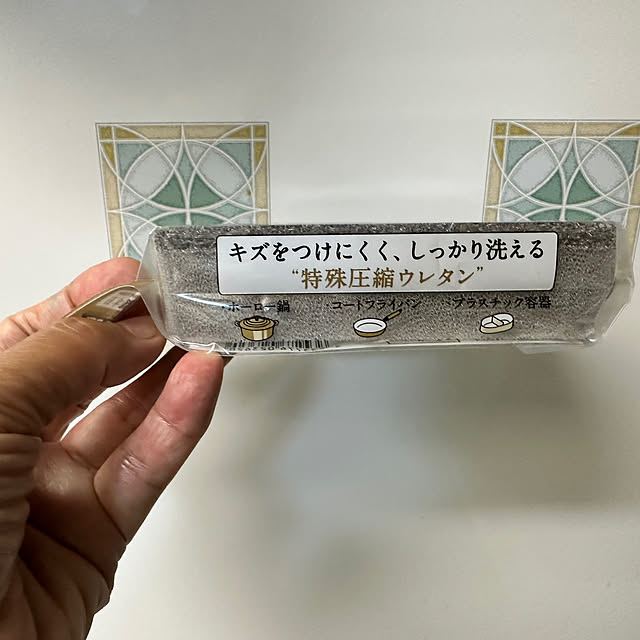 キズをつけにくく、しっかり洗える
“特殊圧縮ウレタン”
ホーロー鍋 コートフライパン プラスチック容器